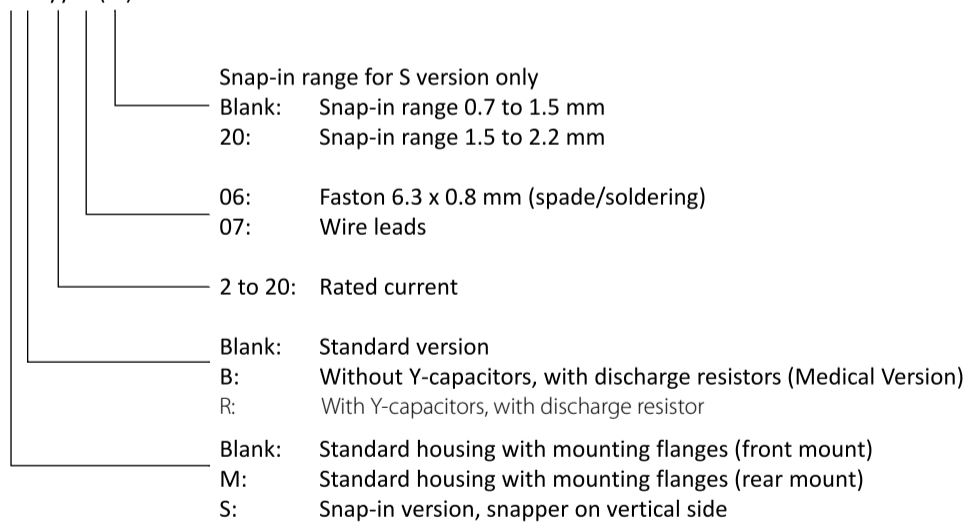 Snap-in range for S version only
Blank: Snap-in range 0.7 to 1.5 mm
20: Snap-in range 1.5 to 2.2 mm
06: Faston 6.3 x 0.8 mm (spade/soldering)
07: Wire leads
2 to 20: Rated current
Blank: Standard version
B: Without Y-capacitors, with discharge resistors (Medical Version)
R: With Y-capacitors, with discharge resistor
Blank: Standard housing with mounting flanges (front mount)
M: Standard housing with mounting flanges (rear mount)
S: Snap-in version, snapper on vertical side